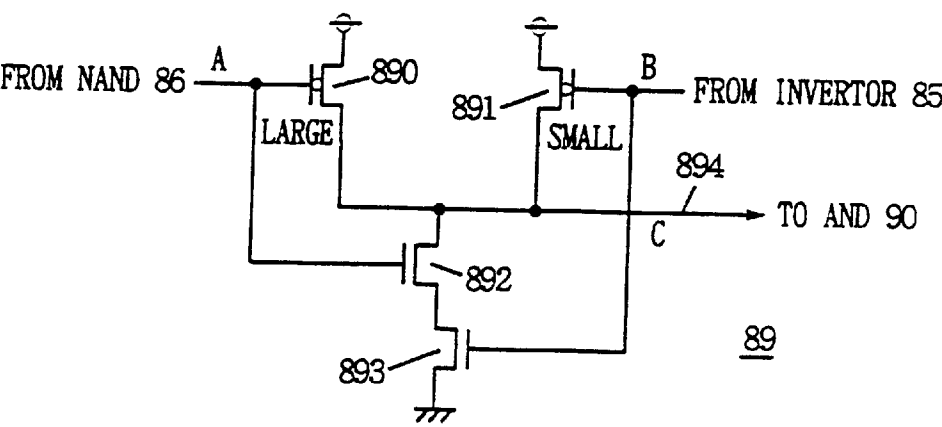 A
FROM NAND 86
890
LARGE
891
SMALL
B
FROM INVERTOR 85
894
TO AND 90
C
892
893
89